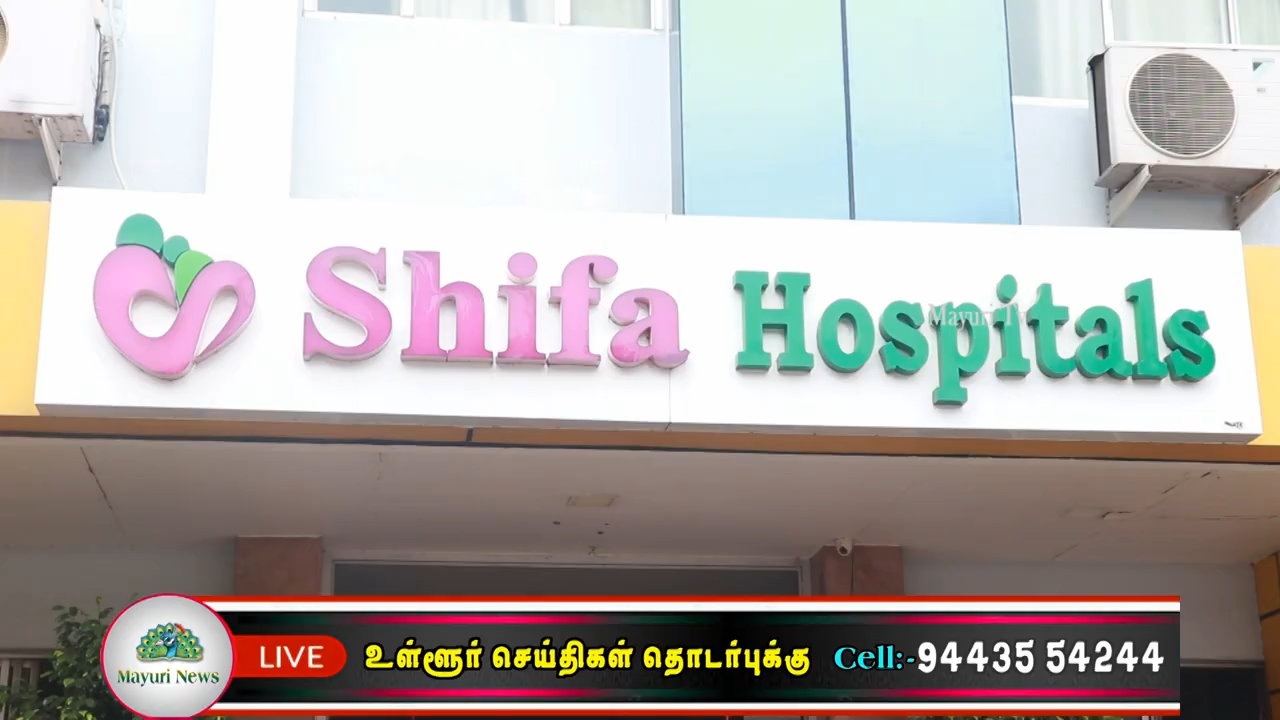 Shifa Hospitals
Mayuri Tv
Mayuri News
LIVE
உள்ளூர் செய்திகள் தொடர்புக்கு Cell:-94435 54244